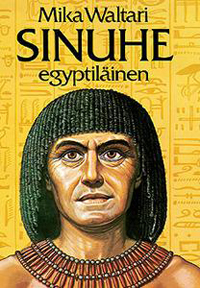 Mika Waltari
SINUHE
egyptiläinen